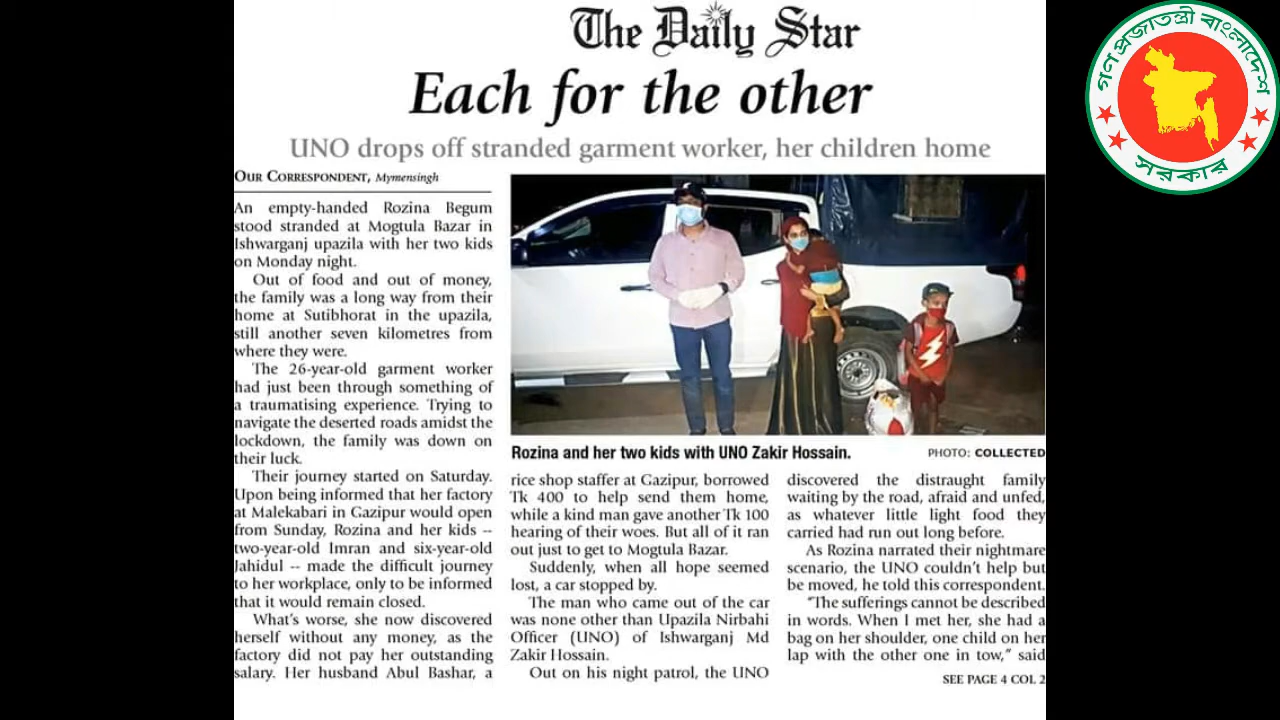 The Daily Star
Each for the other
UNO drops off stranded garment worker, her children home
OUR CORRESPONDENT, Mymensingh
An empty-handed Rozina Begum
stood stranded at Mogtula Bazar in
Ishwarganj upazila with her two kids
on Monday night.
Out of food and out of money,
the family was a long way from their
home at Sutibhorat in the upazila,
still another seven kilometres from
where they were.
The 26-year-old garment worker
had just been through something of
a traumatising experience. Trying to
navigate the deserted roads amidst the
lockdown, the family was down on
their luck.
Their journey started on Saturday.
Upon being informed that her factory
at Malekabari in Gazipur would open
from Sunday, Rozina and her kids --
two-year-old Imran and six-year-old
Jahidul -- made the difficult journey
to her workplace, only to be informed
that it would remain closed.
What's worse, she now discovered
herself without any money, as the
factory did not pay her outstanding
salary. Her husband Abul Bashar, a
Rozina and her two kids with UNO Zakir Hossain.
PHOTO: COLLECTED
rice shop staffer at Gazipur, borrowed
Tk 400 to help send them home,
while a kind man gave another Tk 100
hearing of their woes. But all of it ran
out just to get to Mogtula Bazar.
Suddenly, when all hope seemed
lost, a car stopped by.
The man who came out of the car
was none other than Upazila Nirbahi
Officer (UNO) of Ishwarganj Md
Zakir Hossain.
Out on his night patrol, the UNO
discovered the distraught family
waiting by the road, afraid and unfed,
as whatever little light food they
carried had run out long before.
As Rozina narrated their nightmare
scenario, the UNO couldn't help but
be moved, he told this correspondent.
"The sufferings cannot be described
in words. When I met her, she had a
bag on her shoulder, one child on her
lap with the other one in tow," said
SEE PAGE 4 COL 2
গণপ্রজাতন্ত্রী বাংলাদেশ
সরকার